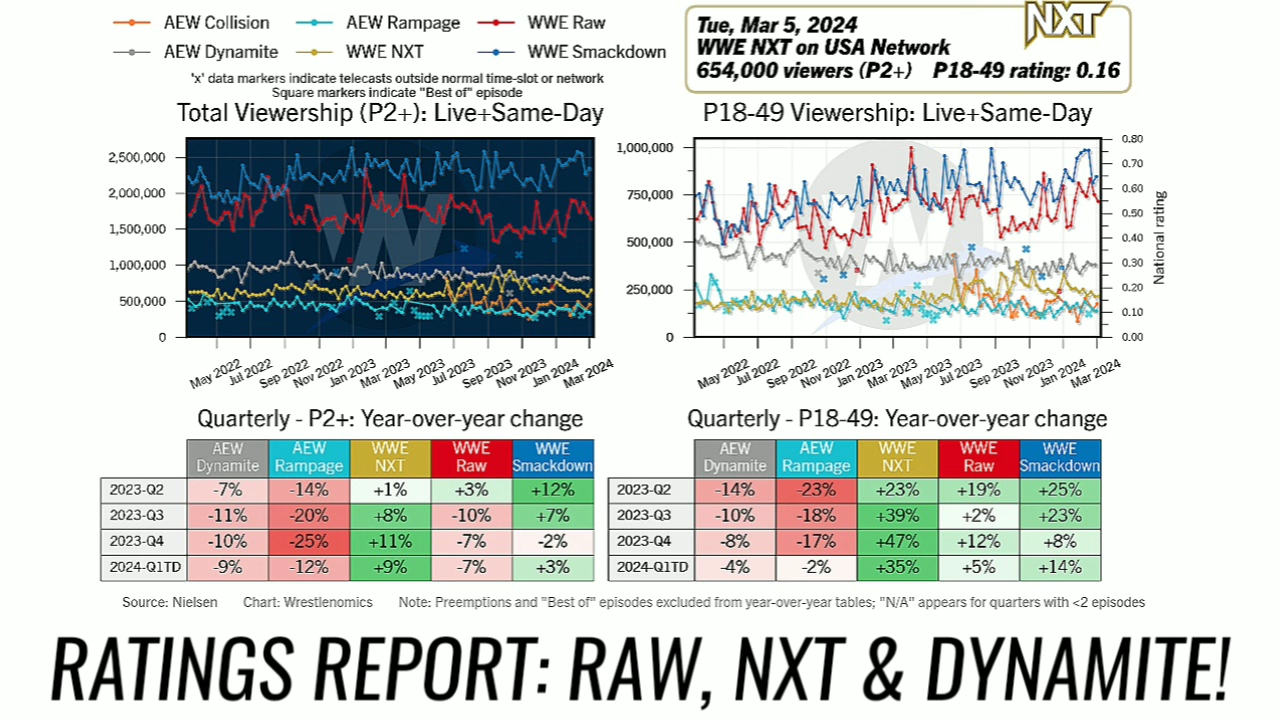 AEW Collision AEW Rampage WWE Raw
AEW Dynamite WWE NXT WWE Smackdown
'x' data markers indicate telecasts outside normal time-slot or network
Square markers indicate "Best of" episode
Tue, Mar 5, 2024
WWE NXT on USA Network
654,000 viewers (P2+) P18-49 rating: 0.16
NXT
Total Viewership (P2+): Live+Same-Day
2,500,000
2,000,000
1,500,000
1,000,000
500,000
0
May 2022 Jul 2022 Sep 2022 Nov 2022 Jan 2023 Mar 2023 May 2023 Jul 2023 Sep 2023 Nov 2023 Jan 2024 Mar 2024
P18-49 Viewership: Live+Same-Day
1,000,000
750,000
500,000
250,000
0
0.80
0.70
0.60
0.50
0.40
0.30
0.20
0.10
0.00
National rating
May 2022 Jul 2022 Sep 2022 Nov 2022 Jan 2023 Mar 2023 May 2023 Jul 2023 Sep 2023 Nov 2023 Jan 2024 Mar 2024
Quarterly - P2+: Year-over-year change
AEW Dynamite AEW Rampage WWE NXT WWE Raw WWE Smackdown
2023-Q2 -7% -14% +1% +3% +12%
2023-Q3 -11% -20% +8% -10% +7%
2023-Q4 -10% -25% +11% -7% -2%
2024-Q1TD -9% -12% +9% -7% +3%
Quarterly - P18-49: Year-over-year change
AEW Dynamite AEW Rampage WWE NXT WWE Raw WWE Smackdown
2023-Q2 -14% -23% +23% +19% +25%
2023-Q3 -10% -18% +39% +2% +23%
2023-Q4 -8% -17% +47% +12% +8%
2024-Q1TD -4% -2% +35% +5% +14%
Source: Nielsen Chart: Wrestlenomics Note: Preemptions and "Best of" episodes excluded from year-over-year tables; "N/A" appears for quarters with <2 episodes
RATINGS REPORT: RAW, NXT & DYNAMITE!